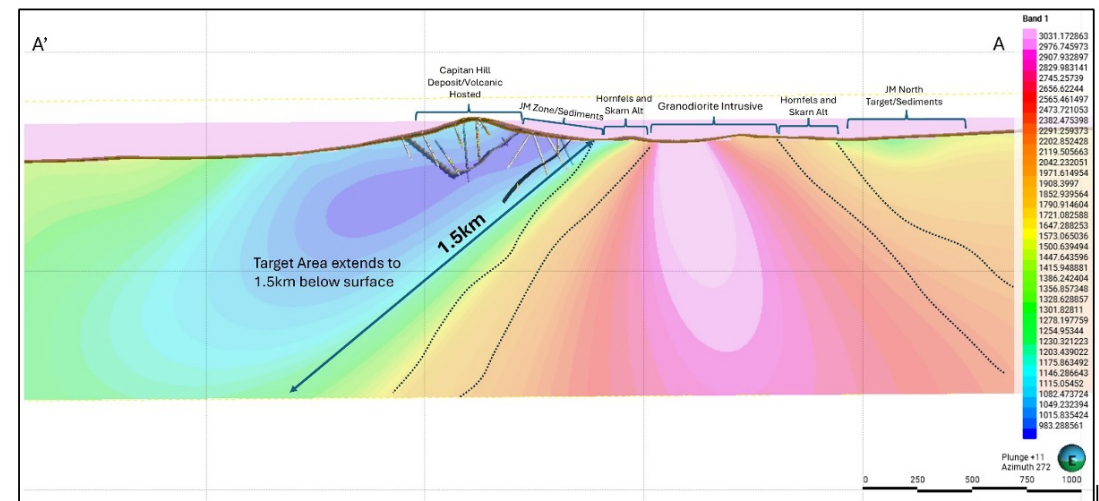 A’
A
Capitan Hill
Deposit/Volcanic
Hosted
JM Zone/Sediments
Hornfels and
Skarn Alt
Granodiorite Intrusive
Hornfels and
Skarn Alt
JM North
Target/Sediments
1.5km
Target Area extends to
1.5km below surface
Band 1
3031.172863
2976.745973
2907.932897
2829.983141
2745.25739
2656.62244
2565.461497
2473.721053
2382.475398
2291.259373
2202.852428
2119.505663
2042.232051
1971.614954
1908.3997
1852.939564
1790.914604
1721.082588
1647.288253
1573.065036
1500.639494
1447.643596
1415.948881
1386.242404
1356.857348
1328.628857
1301.82811
1278.197759
1254.95344
1230.321223
1203.439022
1175.863492
1146.286643
1115.05452
1082.473724
1049.232394
1015.835424
983.288561
Plunge +11
Azimuth 272
E
0 250 500 750 1000